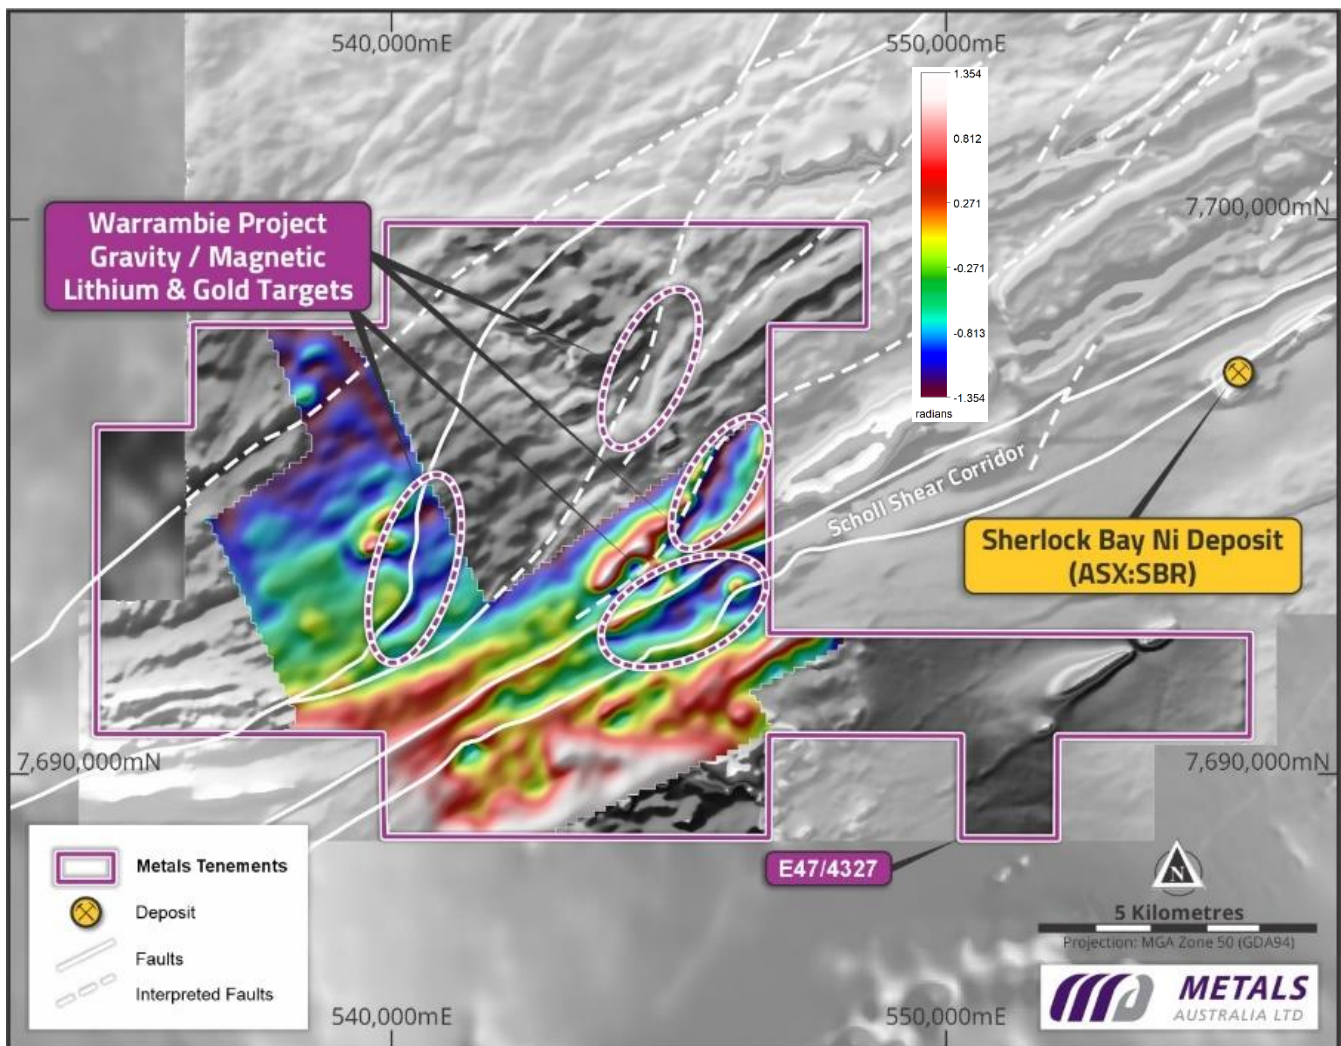 540,000mE
550,000mE
1.354
0.812
0.271
-0.271
-0.813
-1.354
radians
7,700,000mN
Warrambie Project
Gravity / Magnetic
Lithium & Gold Targets
Scholl Shear Corridor
Sherlock Bay Ni Deposit
(ASX:SBR)
7,690,000mN
7,690,000mN
E47/4327
Metals Tenements
Deposit
Faults
Interpreted Faults
N
5 Kilometres
Projection: MGA Zone 50 (GDA94)
METALS
AUSTRALIA LTD
540,000mE
550,000mE